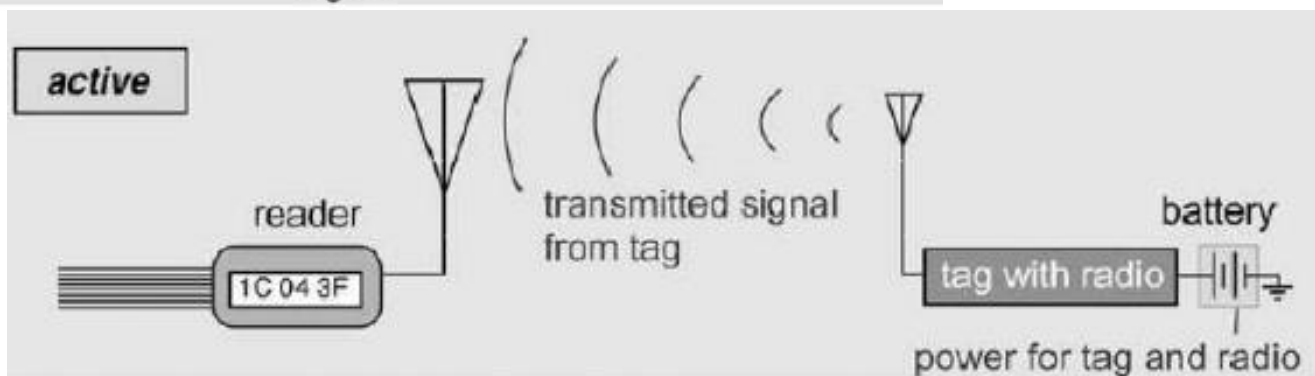 active
reader
1C 04 3F
transmitted signal
from tag
battery
tag with radio
power for tag and radio